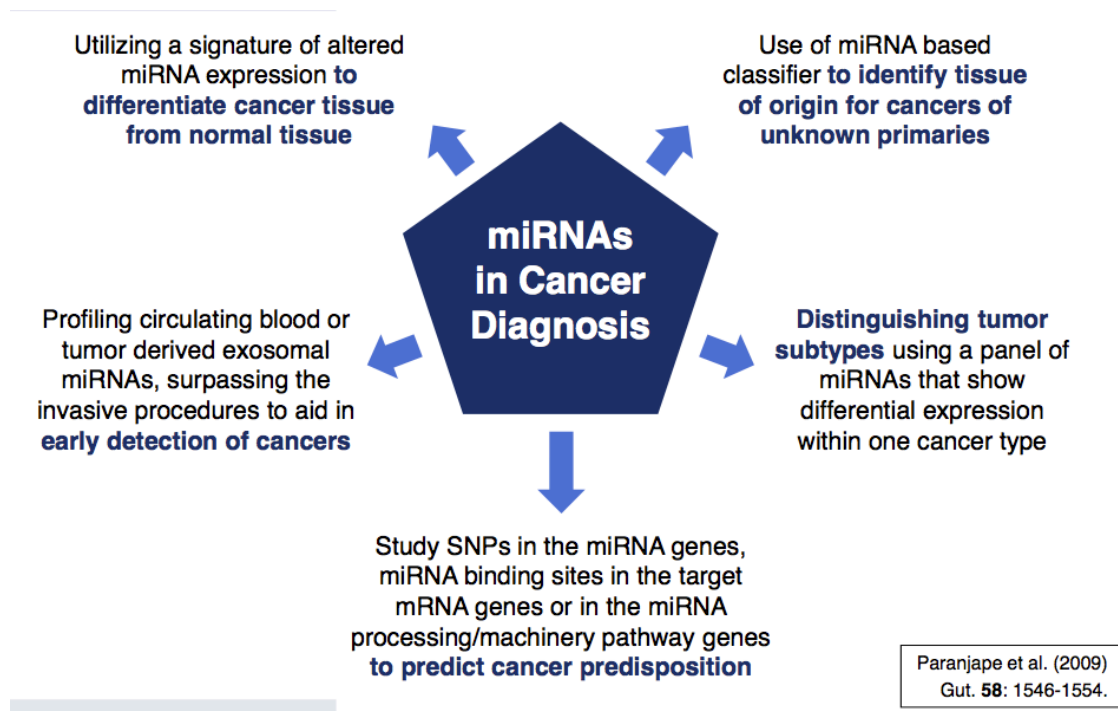 Utilizing a signature of altered
miRNA expression to
differentiate cancer tissue
from normal tissue
Use of miRNA based
classifier to identify tissue
of origin for cancers of
unknown primaries
miRNAs
in Cancer
Diagnosis
Profiling circulating blood or
tumor derived exosomal
miRNAs, surpassing the
invasive procedures to aid in
early detection of cancers
Distinguishing tumor
subtypes using a panel of
miRNAs that show
differential expression
within one cancer type
Study SNPs in the miRNA genes,
miRNA binding sites in the target
mRNA genes or in the miRNA
processing/machinery pathway genes
to predict cancer predisposition
Paranjape et al. (2009)
Gut. 58: 1546-1554.